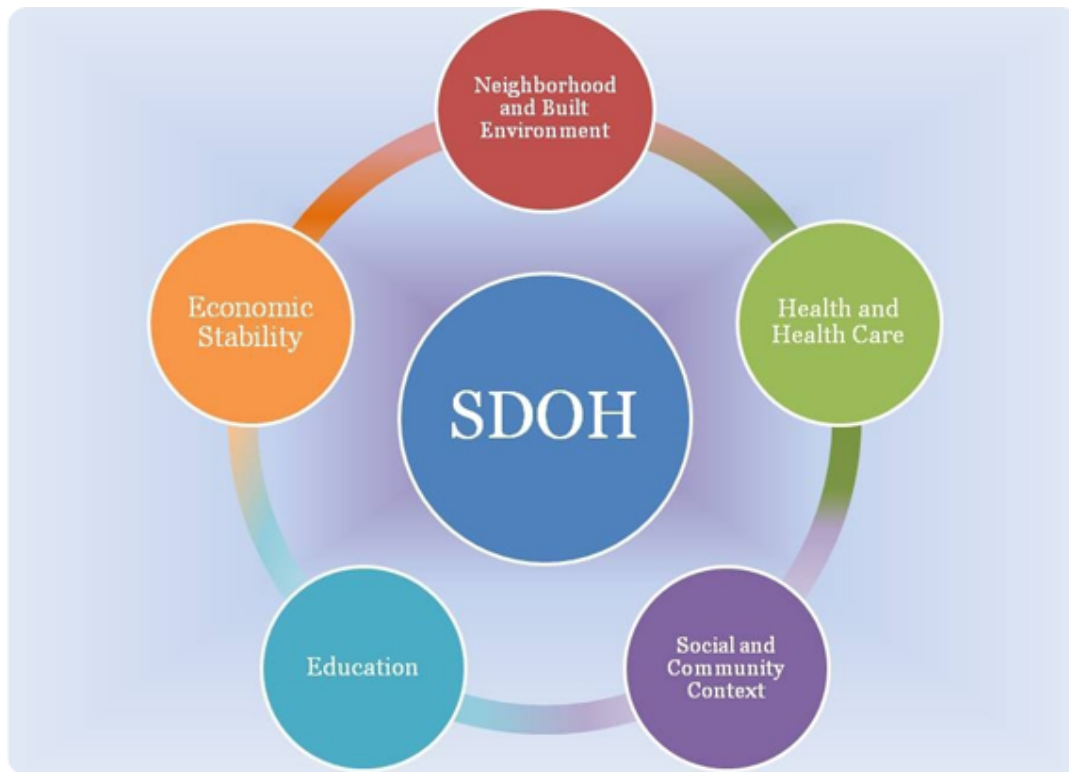 Neighborhood
and Built
Environment
Economic
Stability
Health and
Health Care
SDOH
Education
Social and
Community
Context